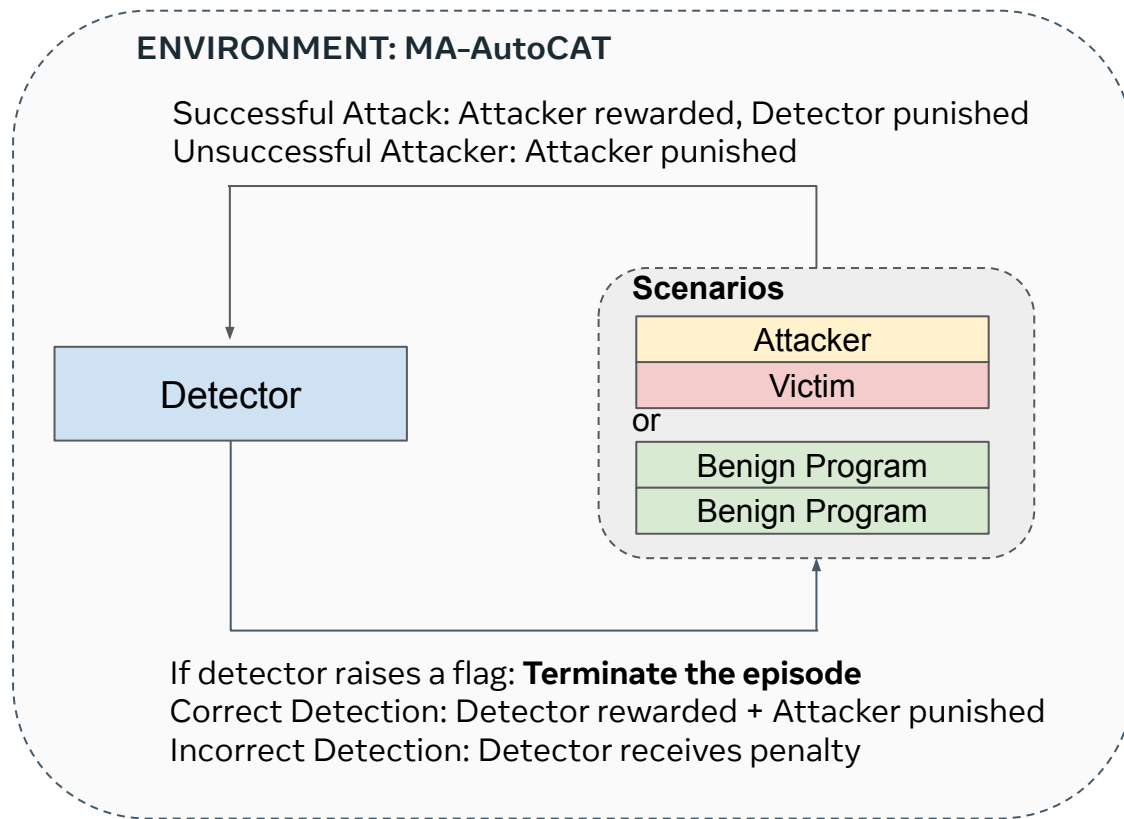 ENVIRONMENT: MA-AutoCAT
Successful Attack: Attacker rewarded, Detector punished
Unsuccessful Attacker: Attacker punished
Scenarios
Attacker
Victim
or
Benign Program
Benign Program
Detector
If detector raises a flag: Terminate the episode
Correct Detection: Detector rewarded + Attacker punished
Incorrect Detection: Detector receives penalty